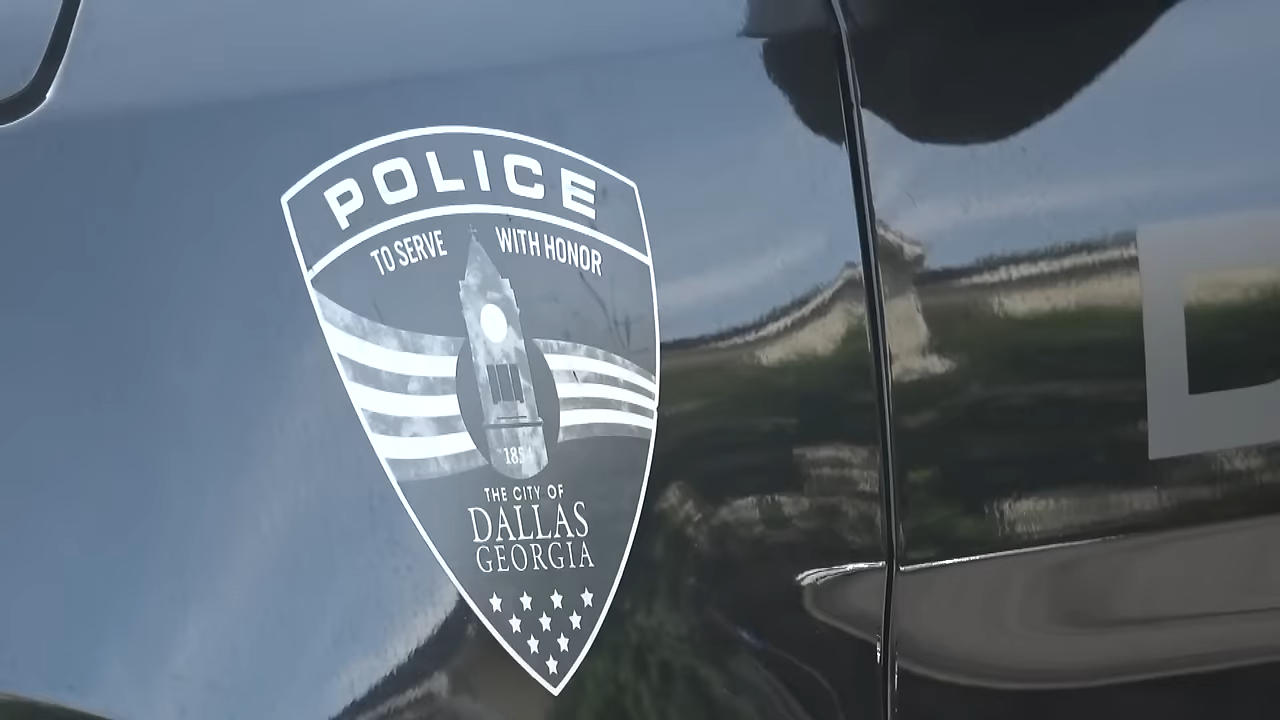 POLICE
TO SERVE WITH HONOR
THE CITY OF
DALLAS
GEORGIA